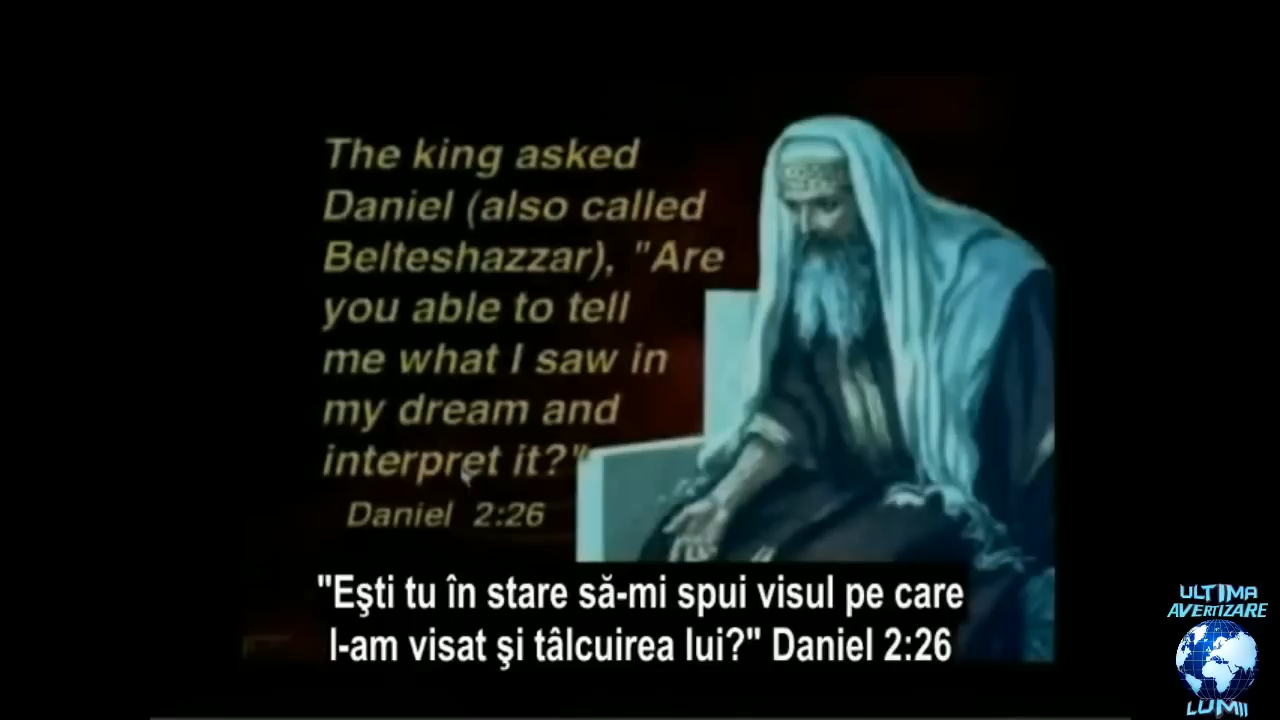 The king asked
Daniel (also called
Belteshazzar), "Are
you able to tell
me what I saw in
my dream and
interpret it?"
Daniel 2:26
"Eşti tu în stare să-mi spui visul pe care
l-am visat şi tâlcuirea lui?" Daniel 2:26
ULTIMA
AVERTIZARE
LUMII